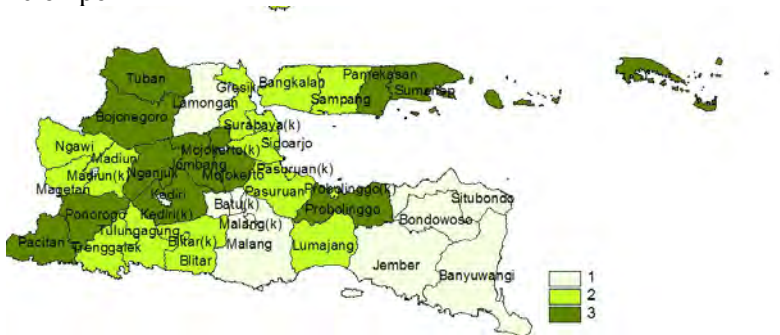 Tuban
Lamongan
Gresik
Bangkalan
Sampang
Pamekasan
Sumenep
Bojonegoro
Surabaya(k)
Sidoarjo
Ngawi
Madiun
Madiun(k)
Magetan
Nganjuk
Jombang
Mojokerto(k)
Mojokerto
Pasuruan(k)
Pasuruan
Probolinggo(k)
Probolinggo
Situbondo
Bondowoso
Kediri
Kediri(k)
Batu(k)
Malang(k)
Malang
Ponorogo
Pacitan
Trenggalek
Tulungagung
Blitar(k)
Blitar
Lumajang
Jember
Banyuwangi
1
2
3